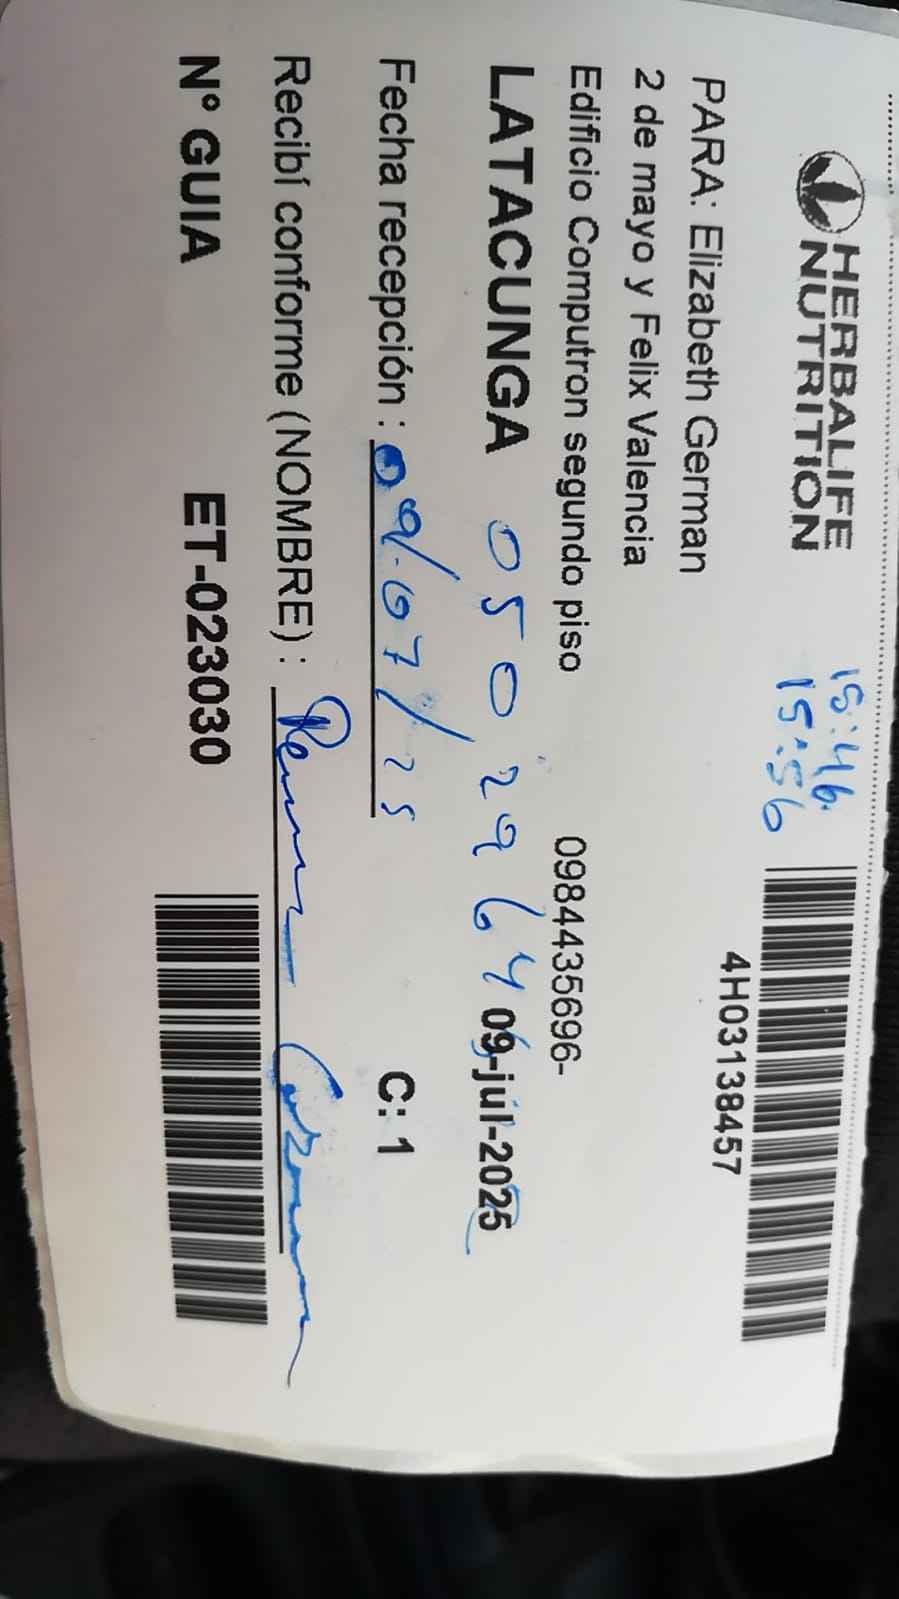 HERBALIFE
NUTRITION
15:46
15:56
4H03138457
PARA: Elizabeth German
2 de mayo y Felix Valencia
Edificio Computron segundo piso 0984435696-
LATACUNGA 0502964 09-jul-2025
Fecha recepción : 09/07/25 C: 1
Recibí conforme (NOMBRE) :
N° GUIA ET-023030